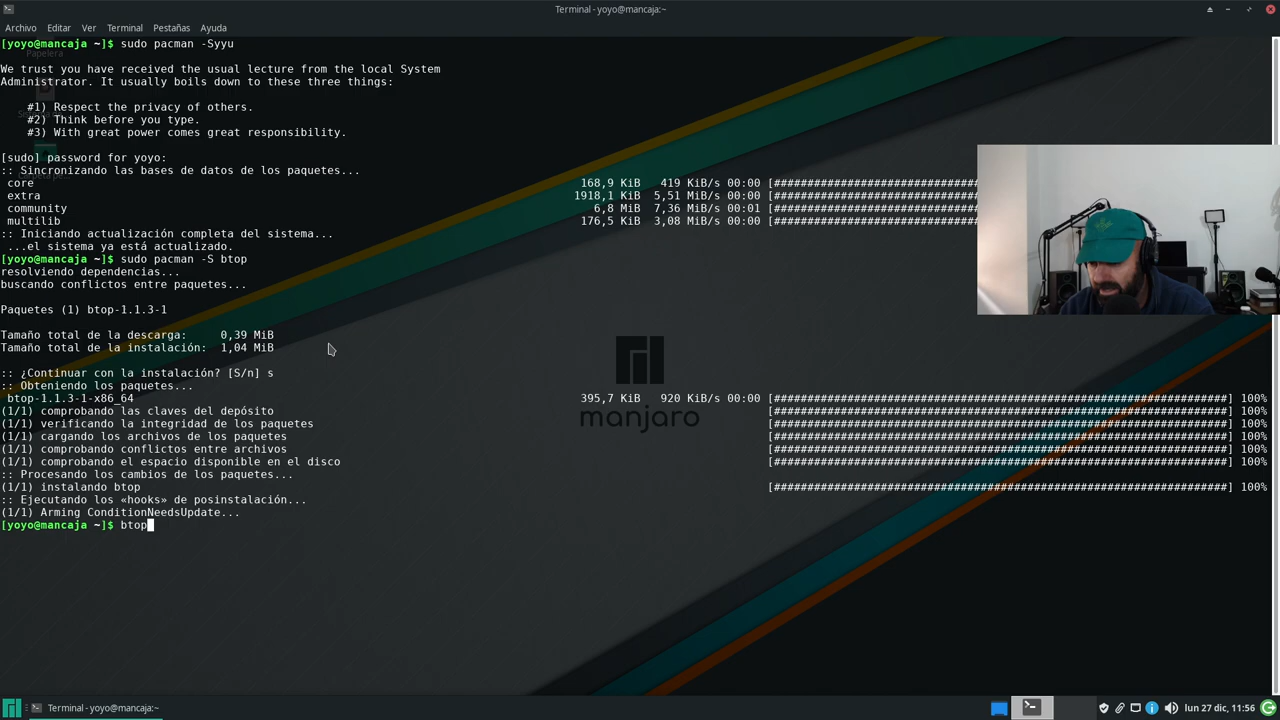 Terminal - yoyo@mancaja:~
Archivo Editar Ver Terminal Pestañas Ayuda
[yoyo@mancaja ~]$ sudo pacman -Syyu
Papelera
We trust you have received the usual lecture from the local System
Administrator. It usually boils down to these three things:
#1) Respect the privacy of others.
#2) Think before you type.
#3) With great power comes great responsibility.
[sudo] password for yoyo:
:: Sincronizando las bases de datos de los paquetes...
core 168,9 KiB 419 KiB/s 00:00 [##############################
extra 1918,1 KiB 5,51 MiB/s 00:00 [##############################
community 6,8 MiB 7,36 MiB/s 00:01 [##############################
multilib 176,5 KiB 3,08 MiB/s 00:00 [##############################
:: Iniciando actualización completa del sistema...
...el sistema ya está actualizado.
[yoyo@mancaja ~]$ sudo pacman -S btop
resolviendo dependencias...
buscando conflictos entre paquetes...
Paquetes (1) btop-1.1.3-1
Tamaño total de la descarga: 0,39 MiB
Tamaño total de la instalación: 1,04 MiB
:: ¿Continuar con la instalación? [S/n] s
:: Obteniendo los paquetes...
btop-1.1.3-1-x86_64 395,7 KiB 920 KiB/s 00:00 [####################################################################] 100%
(1/1) comprobando las claves del depósito [####################################################################] 100%
(1/1) verificando la integridad de los paquetes [####################################################################] 100%
(1/1) cargando los archivos de los paquetes [####################################################################] 100%
(1/1) comprobando conflictos entre archivos [####################################################################] 100%
(1/1) comprobando el espacio disponible en el disco [####################################################################] 100%
:: Procesando los cambios de los paquetes...
(1/1) instalando btop [####################################################################] 100%
:: Ejecutando los «hooks» de posinstalación...
(1/1) Arming ConditionNeedsUpdate...
[yoyo@mancaja ~]$ btop
manjaro
Terminal - yoyo@mancaja:~
lun 27 dic, 11:56